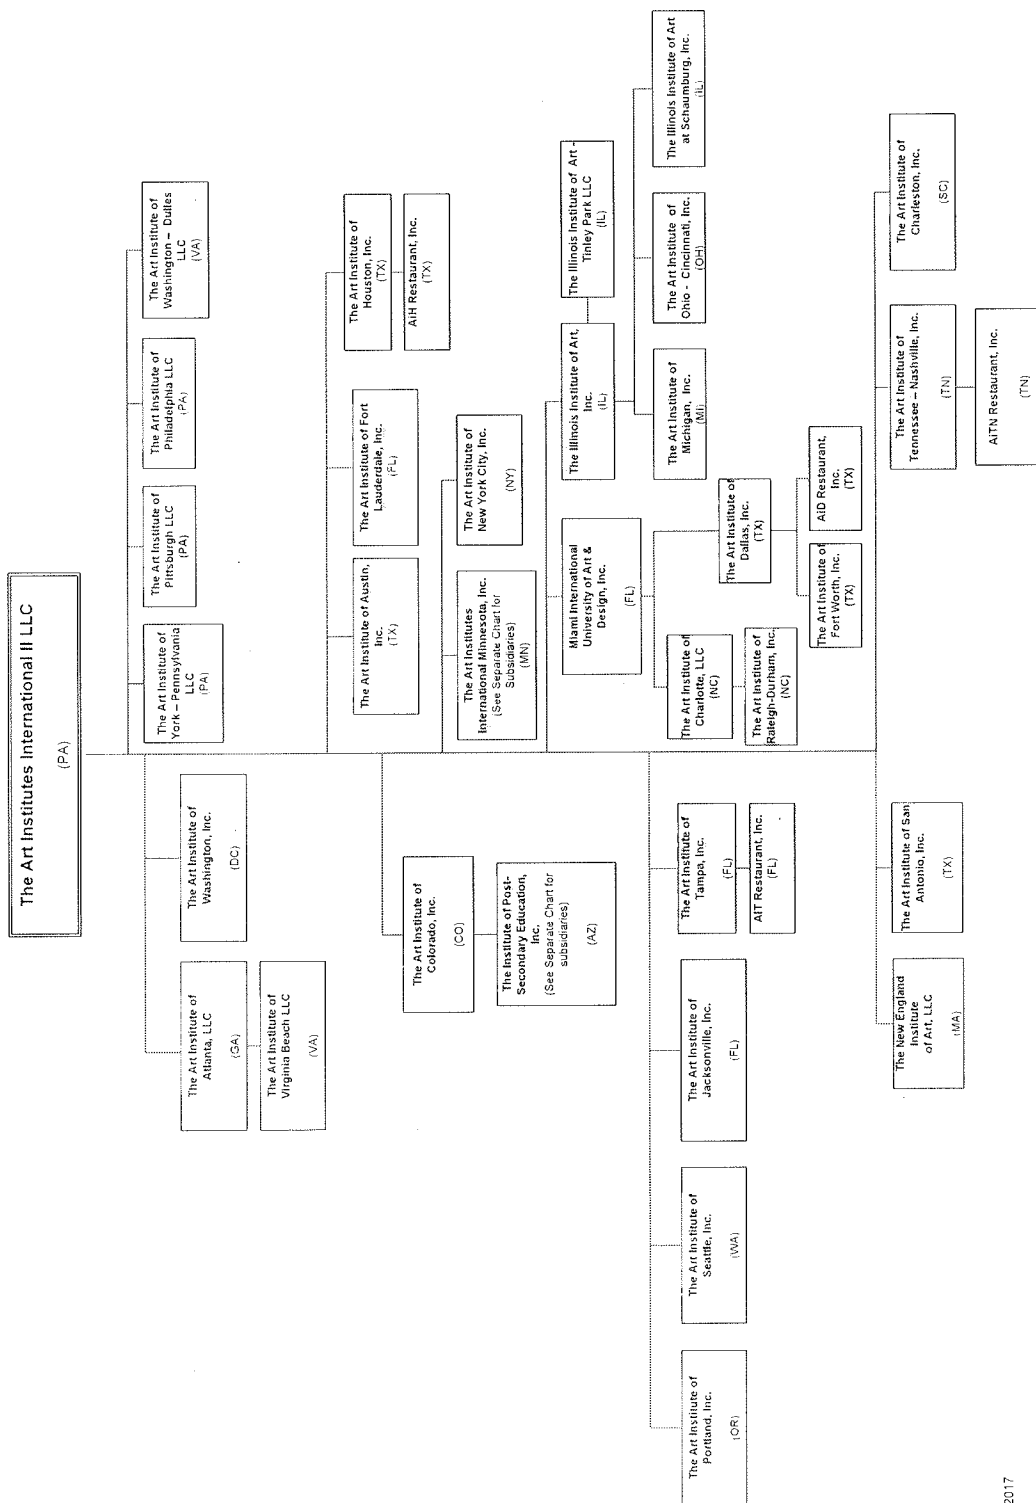 The Art Institutes International II LLC
(PA)
The Art Institute of
York – Pennsylvania
LLC
(PA)
The Art Institute of
Pittsburgh LLC
(PA)
The Art Institute of
Philadelphia LLC
(PA)
The Art Institute of
Washington – Dulles
LLC
(VA)
The Art Institute of
Atlanta, LLC
(GA)
The Art Institute of
Virginia Beach LLC
(VA)
The Art Institute of
Washington, Inc.
(DC)
The Art Institute of Austin,
Inc.
(TX)
The Art Institute of Fort
Lauderdale, Inc.
(FL)
The Art Institute of
Houston, Inc.
(TX)
AiH Restaurant, Inc.
(TX)
The Art Institute of
Colorado, Inc.
(CO)
The Institute of Post-
Secondary Education,
Inc.
(See Separate Chart for
subsidiaries)
(AZ)
The Art Institutes
International Minnesota, Inc.
(See Separate Chart for
Subsidiaries)
(MN)
The Art Institute of
New York City, Inc.
(NY)
Miami International
University of Art &
Design, Inc.
(FL)
The Illinois Institute of Art,
Inc.
(IL)
The Illinois Institute of Art -
Tinley Park LLC
(IL)
The Art Institute of
Michigan, Inc.
(MI)
The Art Institute of
Ohio - Cincinnati, Inc.
(OH)
The Illinois Institute of Art
at Schaumburg, Inc.
(IL)
The Art Institute of
Charlotte, LLC
(NC)
The Art Institute of
Raleigh-Durham, Inc.
(NC)
The Art Institute of
Dallas, Inc.
(TX)
The Art Institute of
Fort Worth, Inc.
(TX)
AiD Restaurant,
Inc.
(TX)
The Art Institute of
Portland, Inc.
(OR)
The Art Institute of
Seattle, Inc.
(WA)
The Art Institute of
Jacksonville, Inc.
(FL)
The Art Institute of
Tampa, Inc.
(FL)
AIT Restaurant, Inc.
(FL)
The New England
Institute
of Art, LLC
(MA)
The Art Institute of San
Antonio, Inc.
(TX)
The Art Institute of
Tennessee – Nashville, Inc.
(TN)
AiTN Restaurant, Inc.
(TN)
The Art Institute of
Charleston, Inc.
(SC)
2017